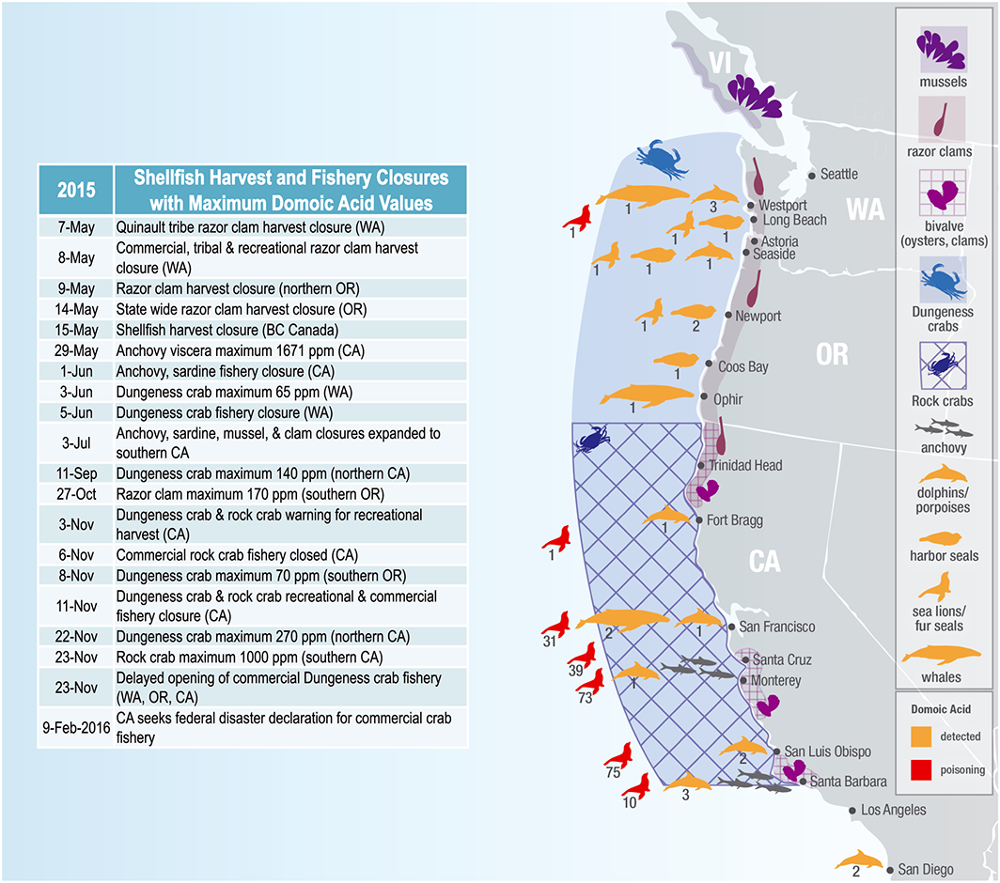 2015
Shellfish Harvest and Fishery Closures
with Maximum Domoic Acid Values
7-May
Quinault tribe razor clam harvest closure (WA)
8-May
Commercial, tribal & recreational razor clam harvest
closure (WA)
9-May
Razor clam harvest closure (northern OR)
14-May
State wide razor clam harvest closure (OR)
15-May
Shellfish harvest closure (BC Canada)
29-May
Anchovy viscera maximum 1671 ppm (CA)
1-Jun
Anchovy, sardine fishery closure (CA)
3-Jun
Dungeness crab maximum 65 ppm (WA)
5-Jun
Dungeness crab fishery closure (WA)
3-Jul
Anchovy, sardine, mussel, & clam closures expanded to
southern CA
11-Sep
Dungeness crab maximum 140 ppm (northern CA)
27-Oct
Razor clam maximum 170 ppm (southern OR)
3-Nov
Dungeness crab & rock crab warning for recreational
harvest (CA)
6-Nov
Commercial rock crab fishery closed (CA)
8-Nov
Dungeness crab maximum 70 ppm (southern OR)
11-Nov
Dungeness crab & rock crab recreational & commercial
fishery closure (CA)
22-Nov
Dungeness crab maximum 270 ppm (northern CA)
23-Nov
Rock crab maximum 1000 ppm (southern CA)
23-Nov
Delayed opening of commercial Dungeness crab fishery
(WA, OR, CA)
9-Feb-2016
CA seeks federal disaster declaration for commercial crab
fishery
VI
Seattle
WA
1
3
Westport
1
1
1
Long Beach
Astoria
1
1
1
Seaside
1
2
Newport
1
Coos Bay
OR
1
Ophir
Trinidad Head
1
Fort Bragg
1
CA
31
2
1
San Francisco
39
Santa Cruz
73
1
Monterey
75
2
San Luis Obispo
10
3
Santa Barbara
Los Angeles
2
San Diego
mussels
razor clams
bivalve
(oysters, clams)
Dungeness
crabs
Rock crabs
anchovy
dolphins/
porpoises
harbor seals
sea lions/
fur seals
whales
Domoic Acid
detected
poisoning